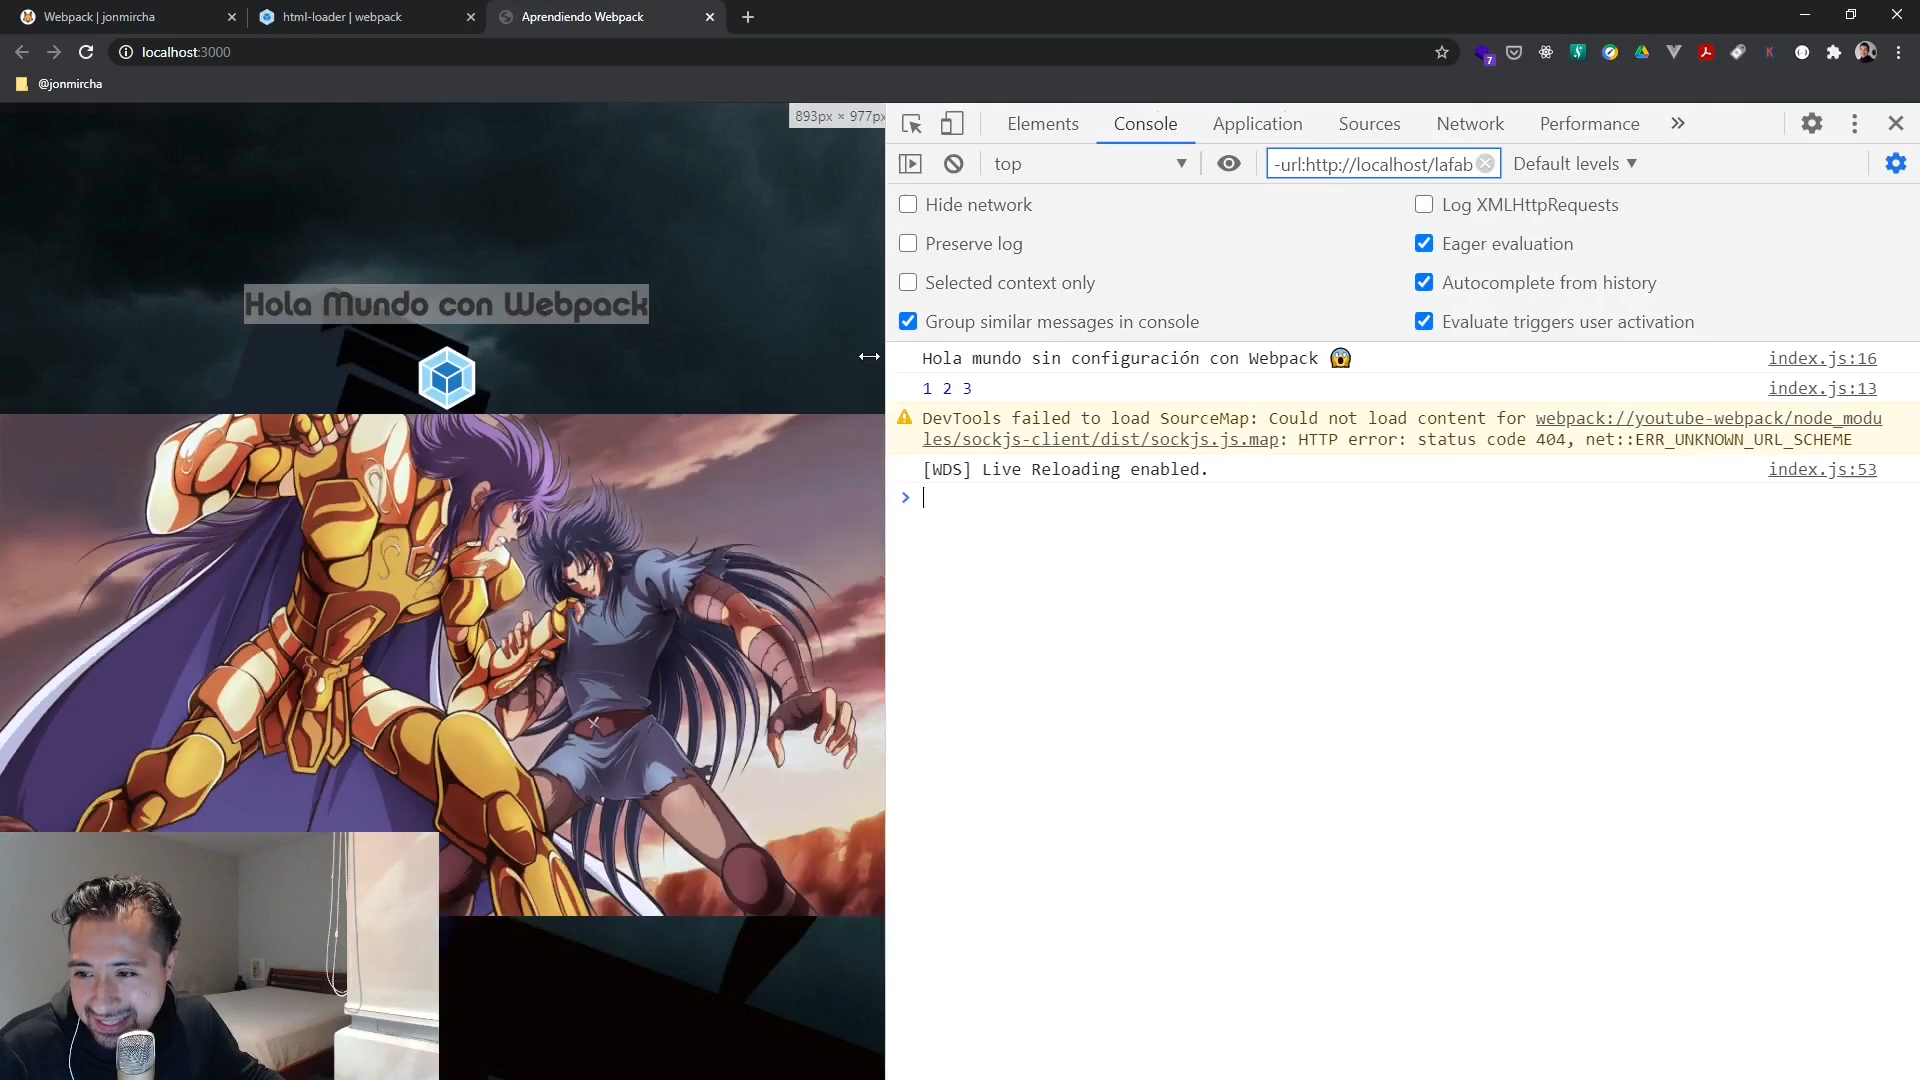 Webpack | jonmircha
html-loader | webpack
Aprendiendo Webpack
localhost:3000
7
K
@jonmircha
893px × 977px
Hola Mundo con Webpack
Elements
Console
Application
Sources
Network
Performance
top
-url:http://localhost/lafab
Default levels
Hide network
Log XMLHttpRequests
Preserve log
Eager evaluation
Selected context only
Autocomplete from history
Group similar messages in console
Evaluate triggers user activation
Hola mundo sin configuración con Webpack 😱 index.js:16
1 2 3 index.js:13
DevTools failed to load SourceMap: Could not load content for webpack://youtube-webpack/node_modu
les/sockjs-client/dist/sockjs.js.map: HTTP error: status code 404, net::ERR_UNKNOWN_URL_SCHEME
[WDS] Live Reloading enabled. index.js:53